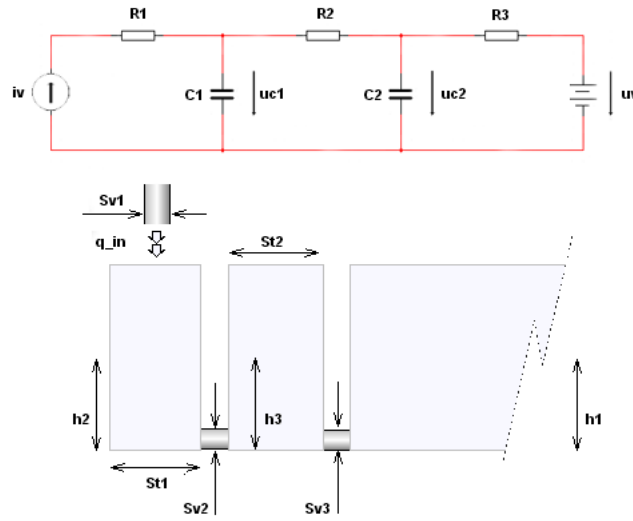 R1 R2 R3
iv C1 uc1 C2 uc2 uv
Sv1
q_in St2
h2 h3 h1
St1
Sv2 Sv3